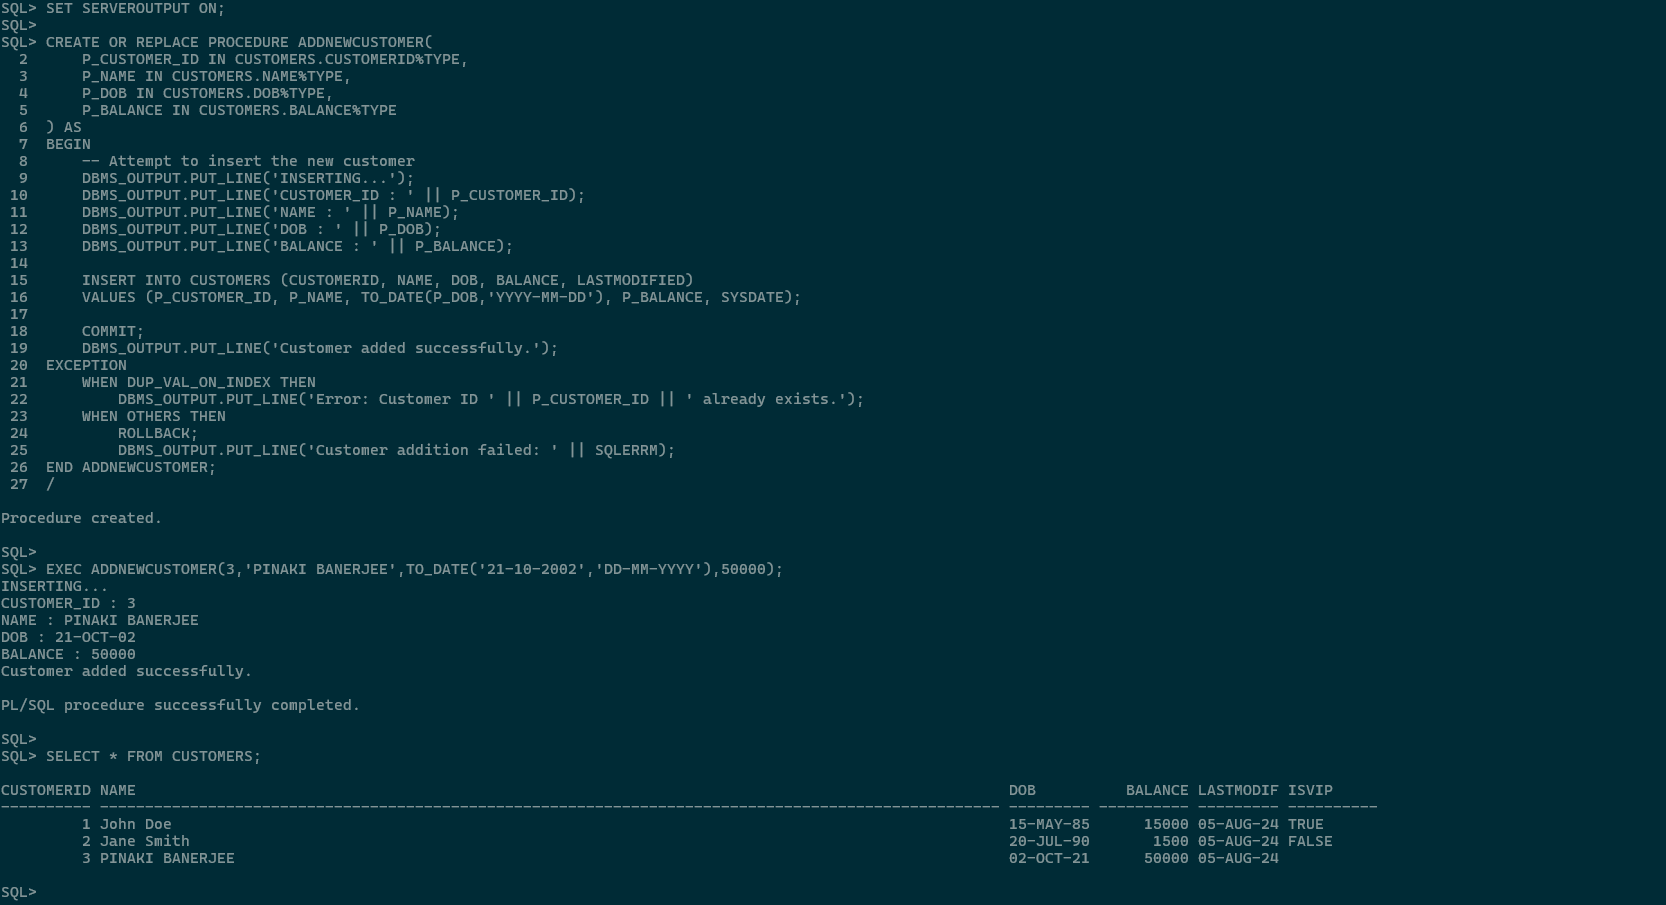 SQL> SET SERVEROUTPUT ON;
SQL>
SQL> CREATE OR REPLACE PROCEDURE ADDNEWCUSTOMER(
  2      P_CUSTOMER_ID IN CUSTOMERS.CUSTOMERID%TYPE,
  3      P_NAME IN CUSTOMERS.NAME%TYPE,
  4      P_DOB IN CUSTOMERS.DOB%TYPE,
  5      P_BALANCE IN CUSTOMERS.BALANCE%TYPE
  6  ) AS
  7  BEGIN
  8      -- Attempt to insert the new customer
  9      DBMS_OUTPUT.PUT_LINE('INSERTING...');
 10      DBMS_OUTPUT.PUT_LINE('CUSTOMER_ID : ' || P_CUSTOMER_ID);
 11      DBMS_OUTPUT.PUT_LINE('NAME : ' || P_NAME);
 12      DBMS_OUTPUT.PUT_LINE('DOB : ' || P_DOB);
 13      DBMS_OUTPUT.PUT_LINE('BALANCE : ' || P_BALANCE);
 14
 15      INSERT INTO CUSTOMERS (CUSTOMERID, NAME, DOB, BALANCE, LASTMODIFIED)
 16      VALUES (P_CUSTOMER_ID, P_NAME, TO_DATE(P_DOB,'YYYY-MM-DD'), P_BALANCE, SYSDATE);
 17
 18      COMMIT;
 19      DBMS_OUTPUT.PUT_LINE('Customer added successfully.');
 20  EXCEPTION
 21      WHEN DUP_VAL_ON_INDEX THEN
 22          DBMS_OUTPUT.PUT_LINE('Error: Customer ID ' || P_CUSTOMER_ID || ' already exists.');
 23      WHEN OTHERS THEN
 24          ROLLBACK;
 25          DBMS_OUTPUT.PUT_LINE('Customer addition failed: ' || SQLERRM);
 26  END ADDNEWCUSTOMER;
 27  /
Procedure created.
SQL>
SQL> EXEC ADDNEWCUSTOMER(3,'PINAKI BANERJEE',TO_DATE('21-10-2002','DD-MM-YYYY'),50000);
INSERTING...
CUSTOMER_ID : 3
NAME : PINAKI BANERJEE
DOB : 21-OCT-02
BALANCE : 50000
Customer added successfully.
PL/SQL procedure successfully completed.
SQL>
SQL> SELECT * FROM CUSTOMERS;
CUSTOMERID NAME DOB BALANCE LASTMODIF ISVIP
---------- ---------------------------------------------------------------------------------------------------- --------- ---------- --------- ----------
1 John Doe 15-MAY-85 15000 05-AUG-24 TRUE
2 Jane Smith 20-JUL-90 1500 05-AUG-24 FALSE
3 PINAKI BANERJEE 02-OCT-21 50000 05-AUG-24
SQL>